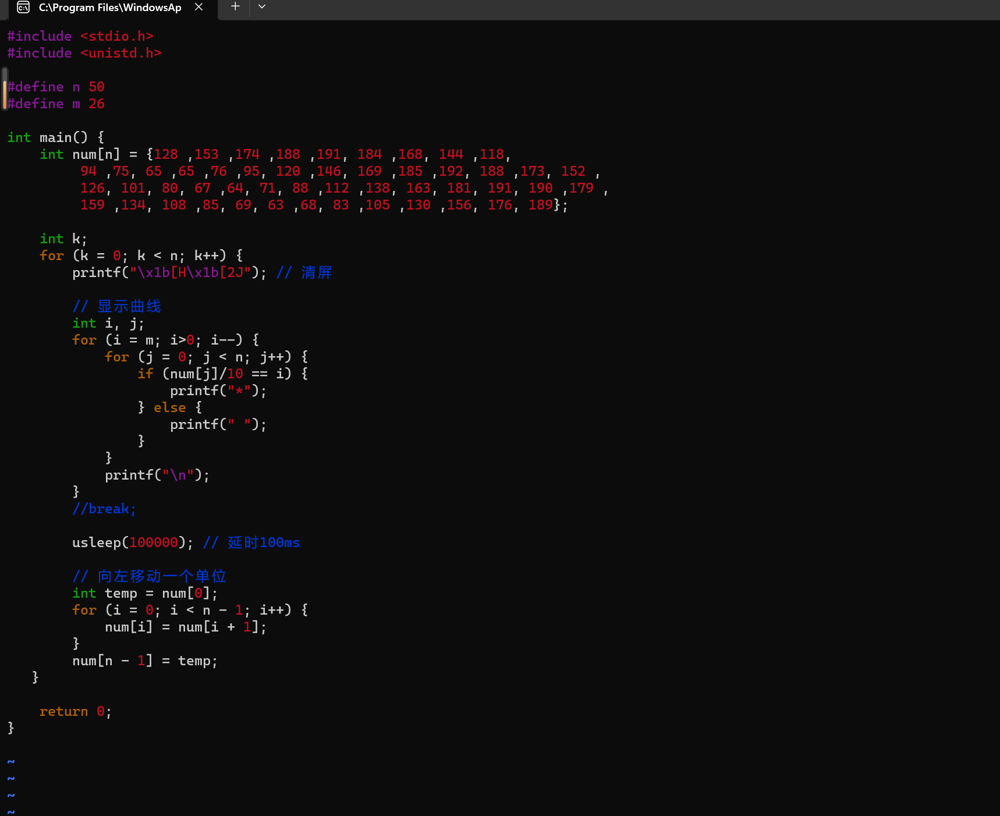 C:\Program Files\WindowsAp
#include <stdio.h>
#include <unistd.h>

#define n 50
#define m 26

int main() {
    int num[n] = {128 ,153 ,174 ,188 ,191, 184 ,168, 144 ,118,
         94 ,75, 65 ,65 ,76 ,95, 120 ,146, 169 ,185 ,192, 188 ,173, 152 ,
         126, 101, 80, 67 ,64, 71, 88 ,112 ,138, 163, 181, 191, 190 ,179 ,
         159 ,134, 108 ,85, 69, 63 ,68, 83 ,105 ,130 ,156, 176, 189};

    int k;
    for (k = 0; k < n; k++) {
        printf("\x1b[H\x1b[2J"); // 清屏

        // 显示曲线
        int i, j;
        for (i = m; i>0; i--) {
            for (j = 0; j < n; j++) {
                if (num[j]/10 == i) {
                    printf("*");
                } else {
                    printf(" ");
                }
            }
            printf("\n");
        }
        //break;

        usleep(100000); // 延时100ms

        // 向左移动一个单位
        int temp = num[0];
        for (i = 0; i < n - 1; i++) {
            num[i] = num[i + 1];
        }
        num[n - 1] = temp;
   }

    return 0;
}

~
~
~
~